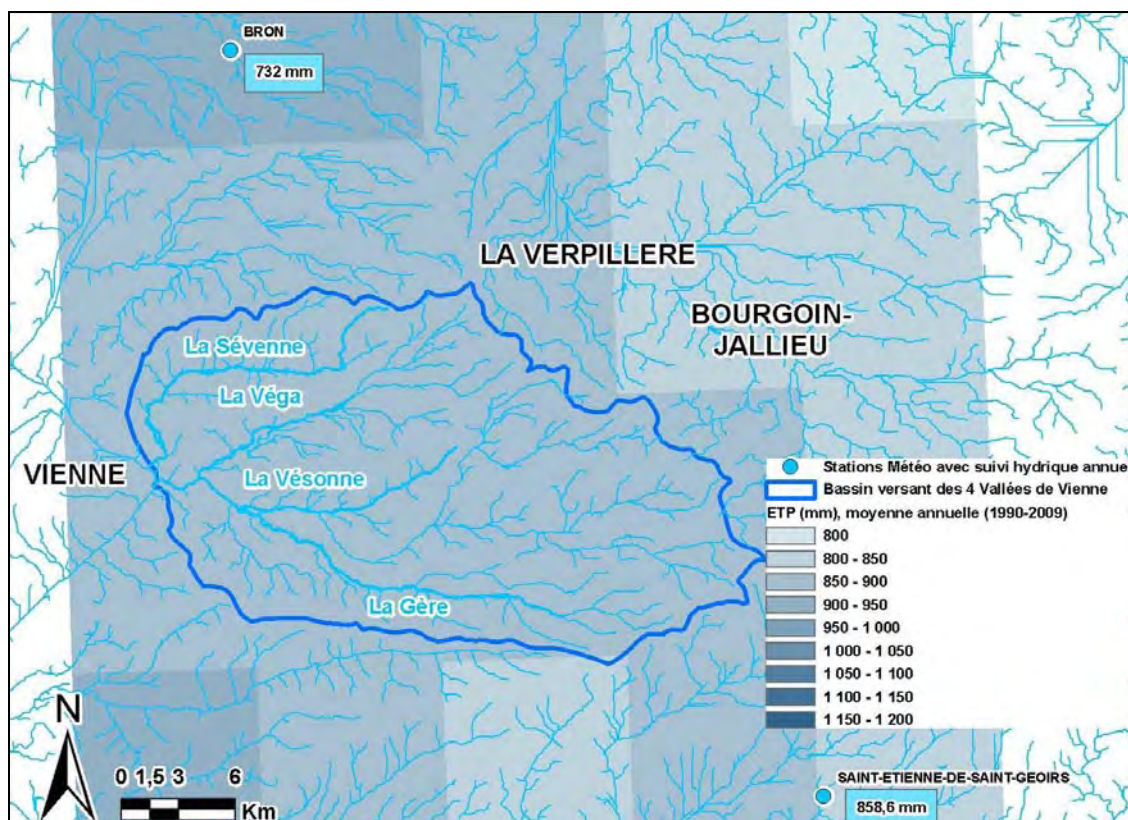 BRON
732 mm
LA VERPILLERE
BOURGOIN-
JALLIEU
La Sévenne
La Véga
VIENNE
La Vésonne
La Gère
Stations Météo avec suivi hydrique annue
Bassin versant des 4 Vallées de Vienne
ETP (mm), moyenne annuelle (1990-2009)
800
800 - 850
850 - 900
900 - 950
950 - 1 000
1 000 - 1 050
1 050 - 1 100
1 100 - 1 150
1 150 - 1 200
N
0 1,5 3 6
Km
SAINT-ETIENNE-DE-SAINT-GEOIRS
858,6 mm